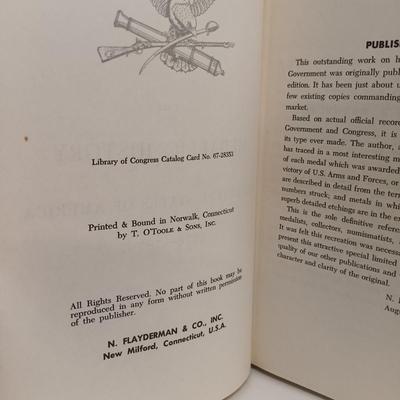 Library of Congress Catalog Card No. 67-28353
Printed & Bound in Norwalk, Connecticut
by T. O'Toole & Sons, Inc.
All Rights Reserved. No part of this book may be
reproduced in any form without written permission
of the publisher.
N. FLAYDERMAN & CO., INC.
New Milford, Connecticut, U.S.A.
PUBLIS
This outstanding work on h
Government was originally publ
edition. It has been just about u
few existing copies commanding
market.
Based on actual official record
Government and Congress, it is
its type ever made. The author, a
has traced in a most interesting m
of each medal which was awarded
victory of U.S. Arms and Forces, or
are described in detail from the terr
numbers struck; and metals in which
superb detailed etchings are in the ex
This is the sole definitive referenc
medalists, collectors, numismatists, a
It was felt this recreation was necessa
present this attractive special limited
quality of our other publications and
character and clarity of the original.
N.
Aug